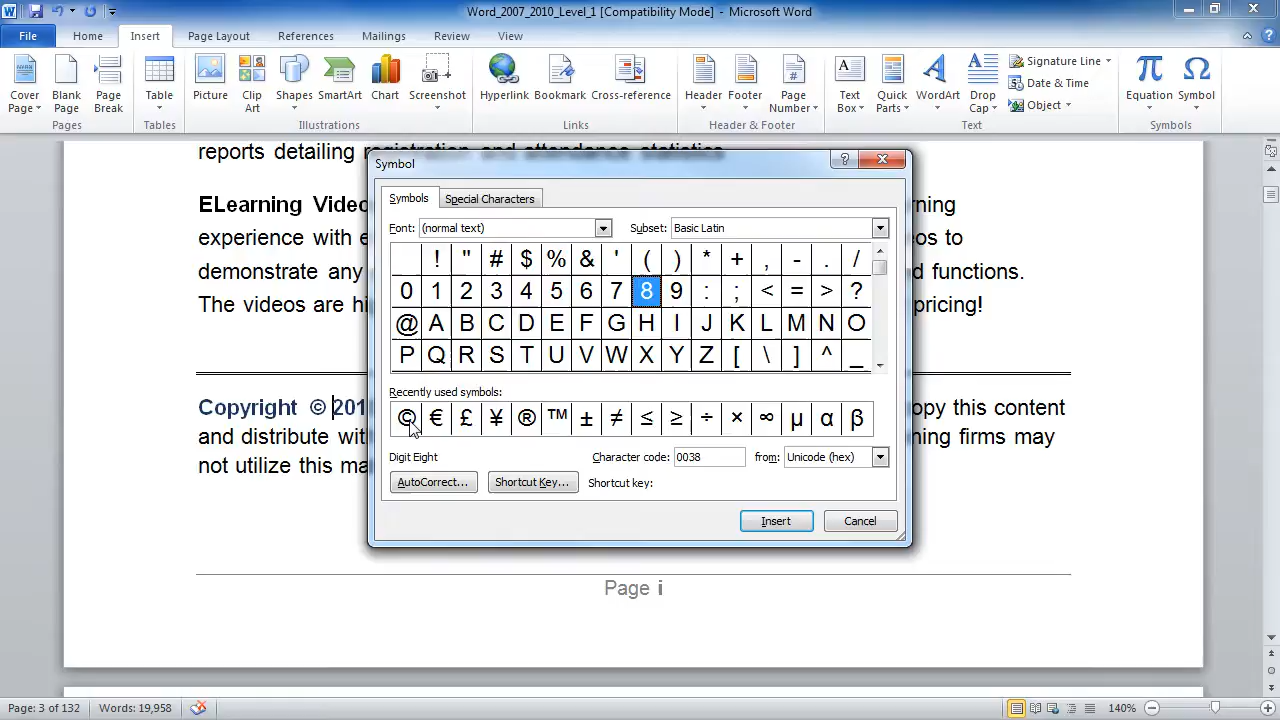 Word_2007_2010_Level_1 [Compatibility Mode] - Microsoft Word
File Home Insert Page Layout References Mailings Review View
Cover Page Blank Page Page Break Table Picture Clip Art Shapes SmartArt Chart Screenshot Hyperlink Bookmark Cross-reference Header Footer Page Number Text Box Quick Parts WordArt Drop Cap Signature Line Date & Time Object Equation Symbol
Pages Tables Illustrations Links Header & Footer Text Symbols
reports detailing registration and attendance statistics
Symbol
Symbols Special Characters
ELearning
experience with
demonstrate any
The videos are
d functions.
pricing!
Font: (normal text) Subset: Basic Latin
! " # $ % & ' ( ) * + , - . /
0 1 2 3 4 5 6 7 8 9 : ; < = > ?
@ A B C D E F G H I J K L M N O
P Q R S T U V W X Y Z [ \ ] ^ _
Recently used symbols:
© € £ ¥ ® ™ ± ≠ ≤ ≥ ÷ × ∞ µ α β
Digit Eight Character code: 0038 from: Unicode (hex)
AutoCorrect... Shortcut Key... Shortcut key:
Insert Cancel
Copyright © 201
opy this content
and distribute
ning firms may
not utilize this
Page i
Page: 3 of 132 Words: 19,958 140%